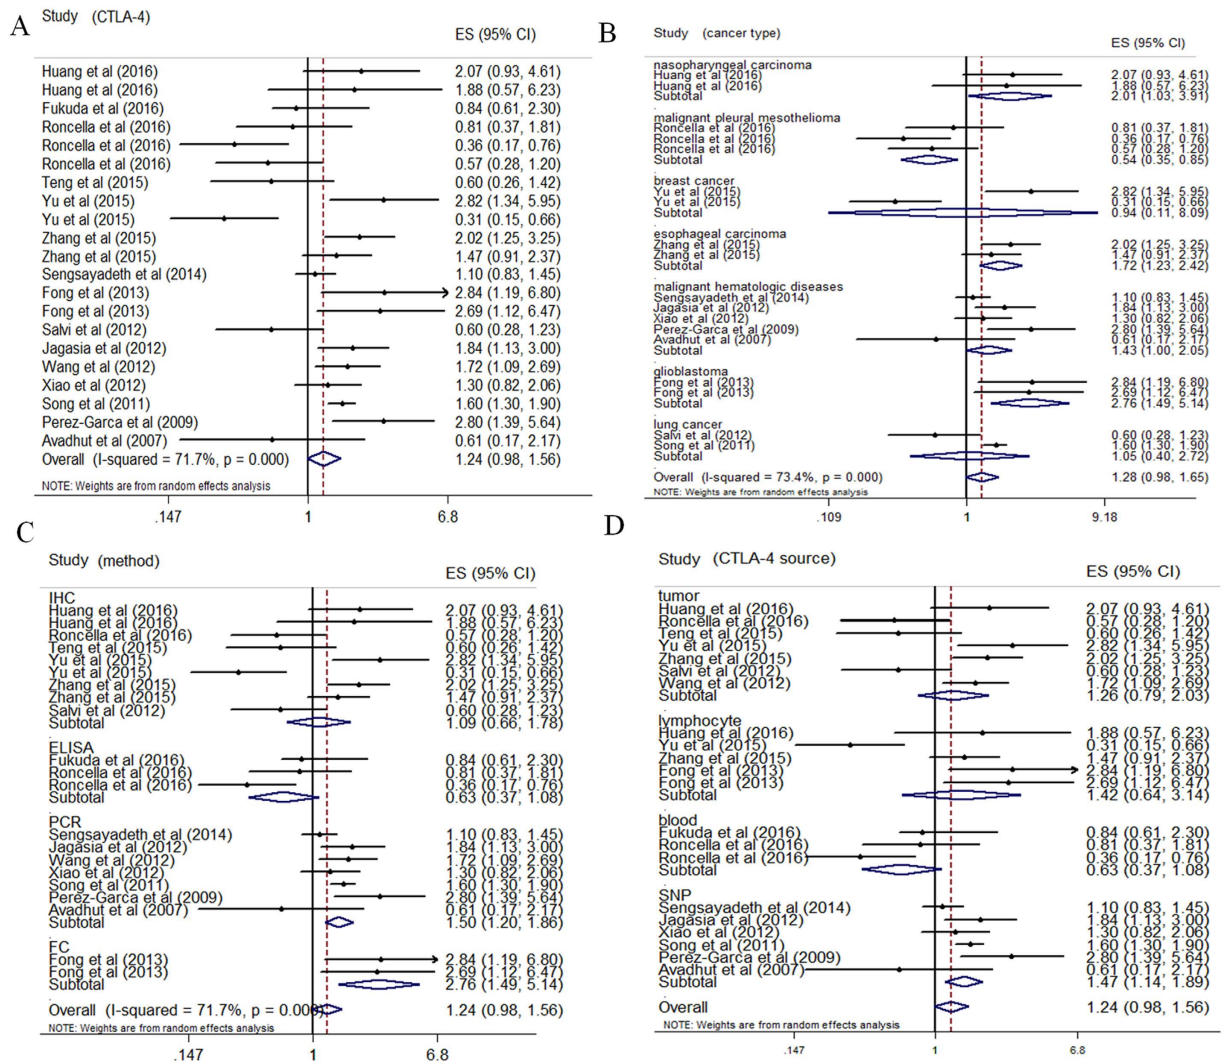 A
Study (CTLA-4)
ES (95% CI)
Huang et al (2016) 2.07 (0.93, 4.61)
Huang et al (2016) 1.88 (0.57, 6.23)
Fukuda et al (2016) 0.84 (0.61, 2.30)
Roncella et al (2016) 0.81 (0.37, 1.81)
Roncella et al (2016) 0.36 (0.17, 0.76)
Roncella et al (2016) 0.57 (0.28, 1.20)
Teng et al (2015) 0.60 (0.26, 1.42)
Yu et al (2015) 2.82 (1.34, 5.95)
Yu et al (2015) 0.31 (0.15, 0.66)
Zhang et al (2015) 2.02 (1.25, 3.25)
Zhang et al (2015) 1.47 (0.91, 2.37)
Sengsayadeth et al (2014) 1.10 (0.83, 1.45)
Fong et al (2013) 2.84 (1.19, 6.80)
Fong et al (2013) 2.69 (1.12, 6.47)
Salvi et al (2012) 0.60 (0.28, 1.23)
Jagasia et al (2012) 1.84 (1.13, 3.00)
Wang et al (2012) 1.72 (1.09, 2.69)
Xiao et al (2012) 1.30 (0.82, 2.06)
Song et al (2011) 1.60 (1.30, 1.90)
Perez-Garca et al (2009) 2.80 (1.39, 5.64)
Avadhut et al (2007) 0.61 (0.17, 2.17)
Overall (I-squared = 71.7%, p = 0.000) 1.24 (0.98, 1.56)
NOTE: Weights are from random effects analysis
.147 1 6.8
B
Study (cancer type)
ES (95% CI)
nasopharyngeal carcinoma
Huang et al (2016) 2.07 (0.93, 4.61)
Huang et al (2016) 1.88 (0.57, 6.23)
Subtotal 2.01 (1.03, 3.91)
.
malignant pleural mesothelioma
Roncella et al (2016) 0.81 (0.37, 1.81)
Roncella et al (2016) 0.36 (0.17, 0.76)
Roncella et al (2016) 0.57 (0.28, 1.20)
Subtotal 0.54 (0.35, 0.85)
.
breast cancer
Yu et al (2015) 2.82 (1.34, 5.95)
Yu et al (2015) 0.31 (0.15, 0.66)
Subtotal 0.94 (0.11, 8.09)
.
esophageal carcinoma
Zhang et al (2015) 2.02 (1.25, 3.25)
Zhang et al (2015) 1.47 (0.91, 2.37)
Subtotal 1.72 (1.23, 2.42)
.
malignant hematologic diseases
Sengsayadeth et al (2014) 1.10 (0.83, 1.45)
Jagasia et al (2012) 1.84 (1.13, 3.00)
Xiao et al (2012) 1.30 (0.82, 2.06)
Perez-Garca et al (2009) 2.80 (1.39, 5.64)
Avadhut et al (2007) 0.61 (0.17, 2.17)
Subtotal 1.43 (1.00, 2.05)
.
glioblastoma
Fong et al (2013) 2.84 (1.19, 6.80)
Fong et al (2013) 2.69 (1.12, 6.47)
Subtotal 2.76 (1.49, 5.14)
.
lung cancer
Salvi et al (2012) 0.60 (0.28, 1.23)
Song et al (2011) 1.60 (1.30, 1.90)
Subtotal 1.05 (0.40, 2.72)
.
Overall (I-squared = 73.4%, p = 0.000) 1.28 (0.98, 1.65)
NOTE: Weights are from random effects analysis
.109 1 9.18
C
Study (method)
ES (95% CI)
IHC
Huang et al (2016) 2.07 (0.93, 4.61)
Huang et al (2016) 1.88 (0.57, 6.23)
Roncella et al (2016) 0.57 (0.28, 1.20)
Teng et al (2015) 0.60 (0.26, 1.42)
Yu et al (2015) 2.82 (1.34, 5.95)
Yu et al (2015) 0.31 (0.15, 0.66)
Zhang et al (2015) 2.02 (1.25, 3.25)
Zhang et al (2015) 1.47 (0.91, 2.37)
Salvi et al (2012) 0.60 (0.28, 1.23)
Subtotal 1.09 (0.66, 1.78)
.
ELISA
Fukuda et al (2016) 0.84 (0.61, 2.30)
Roncella et al (2016) 0.81 (0.37, 1.81)
Roncella et al (2016) 0.36 (0.17, 0.76)
Subtotal 0.63 (0.37, 1.08)
.
PCR
Sengsayadeth et al (2014) 1.10 (0.83, 1.45)
Jagasia et al (2012) 1.84 (1.13, 3.00)
Wang et al (2012) 1.72 (1.09, 2.69)
Xiao et al (2012) 1.30 (0.82, 2.06)
Song et al (2011) 1.60 (1.30, 1.90)
Perez-Garca et al (2009) 2.80 (1.39, 5.64)
Avadhut et al (2007) 0.61 (0.17, 2.17)
Subtotal 1.50 (1.20, 1.86)
.
FC
Fong et al (2013) 2.84 (1.19, 6.80)
Fong et al (2013) 2.69 (1.12, 6.47)
Subtotal 2.76 (1.49, 5.14)
.
Overall (I-squared = 71.7%, p = 0.000) 1.24 (0.98, 1.56)
NOTE: Weights are from random effects analysis
.147 1 6.8
D
Study (CTLA-4 source)
ES (95% CI)
tumor
Huang et al (2016) 2.07 (0.93, 4.61)
Roncella et al (2016) 0.57 (0.28, 1.20)
Teng et al (2015) 0.60 (0.26, 1.42)
Yu et al (2015) 2.82 (1.34, 5.95)
Zhang et al (2015) 2.02 (1.25, 3.25)
Salvi et al (2012) 0.60 (0.28, 1.23)
Wang et al (2012) 1.72 (1.09, 2.69)
Subtotal 1.26 (0.79, 2.03)
.
lymphocyte
Huang et al (2016) 1.88 (0.57, 6.23)
Yu et al (2015) 0.31 (0.15, 0.66)
Zhang et al (2015) 1.47 (0.91, 2.37)
Fong et al (2013) 2.84 (1.19, 6.80)
Fong et al (2013) 2.69 (1.12, 6.47)
Subtotal 1.42 (0.64, 3.14)
.
blood
Fukuda et al (2016) 0.84 (0.61, 2.30)
Roncella et al (2016) 0.81 (0.37, 1.81)
Roncella et al (2016) 0.36 (0.17, 0.76)
Subtotal 0.63 (0.37, 1.08)
.
SNP
Sengsayadeth et al (2014) 1.10 (0.83, 1.45)
Jagasia et al (2012) 1.84 (1.13, 3.00)
Xiao et al (2012) 1.30 (0.82, 2.06)
Song et al (2011) 1.60 (1.30, 1.90)
Perez-Garca et al (2009) 2.80 (1.39, 5.64)
Avadhut et al (2007) 0.61 (0.17, 2.17)
Subtotal 1.47 (1.14, 1.89)
.
Overall 1.24 (0.98, 1.56)
NOTE: Weights are from random effects analysis
.147 1 6.8